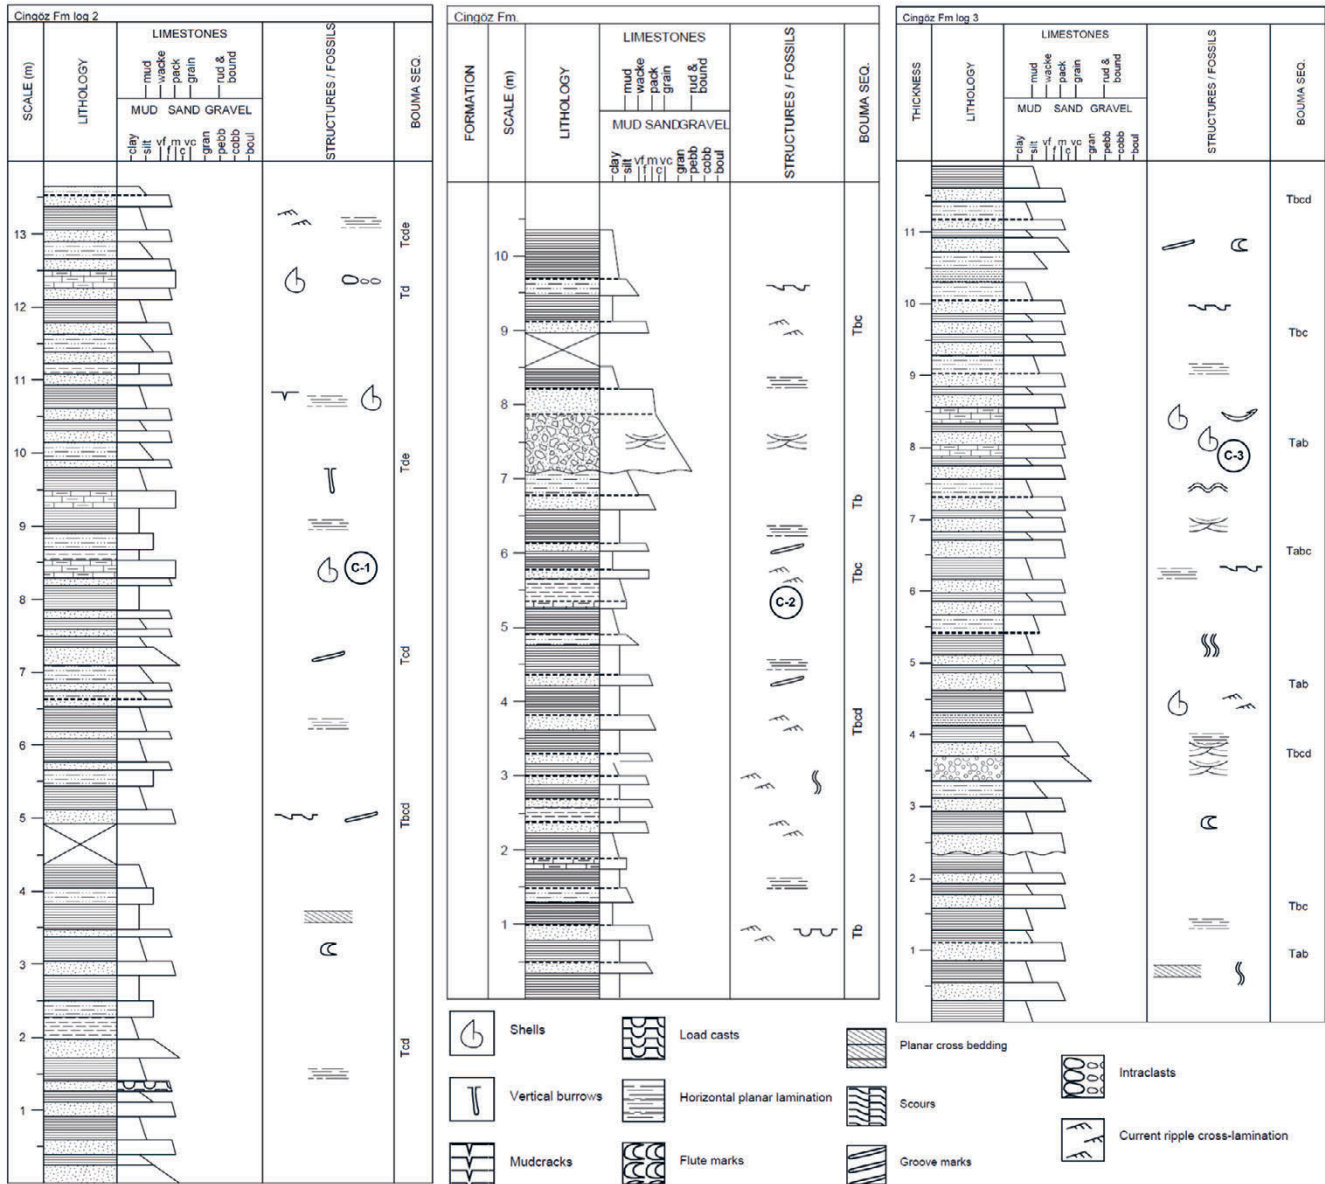 Cingöz Fm log 2
SCALE (m)
LITHOLOGY
LIMESTONES
mud
wacke
pack
grain
rud &
bound
MUD SAND GRAVEL
clay
silt
vf
f
m
c
vc
gran
pebb
cobb
boul
STRUCTURES / FOSSILS
BOUMA SEQ.
13
12
11
10
9
8
7
6
5
4
3
2
1
Tcde
Td
Tde
C-1
Tcd
Tbcd
Tcd
Cingöz Fm.
FORMATION
SCALE (m)
LITHOLOGY
LIMESTONES
mud
wacke
pack
grain
rud &
bound
MUD SANDGRAVEL
clay
silt
vf
f
m
c
vc
gran
pebb
cobb
boul
STRUCTURES / FOSSILS
BOUMA SEQ.
10
9
8
7
6
5
4
3
2
1
Tbc
Tb
Tbc
C-2
Tbcd
Tb
Cingöz Fm log 3
THICKNESS
LITHOLOGY
LIMESTONES
mud
wacke
pack
grain
rud &
bound
MUD SAND GRAVEL
clay
silt
vf
f
m
c
vc
gran
pebb
cobb
boul
STRUCTURES / FOSSILS
BOUMA SEQ.
11
10
9
8
7
6
5
4
3
2
1
Tbcd
Tbc
Tab
C-3
Tabc
Tab
Tbcd
Tbc
Tab
Shells
Load casts
Planar cross bedding
Intraclasts
Vertical burrows
Horizontal planar lamination
Scours
Current ripple cross-lamination
Mudcracks
Flute marks
Groove marks